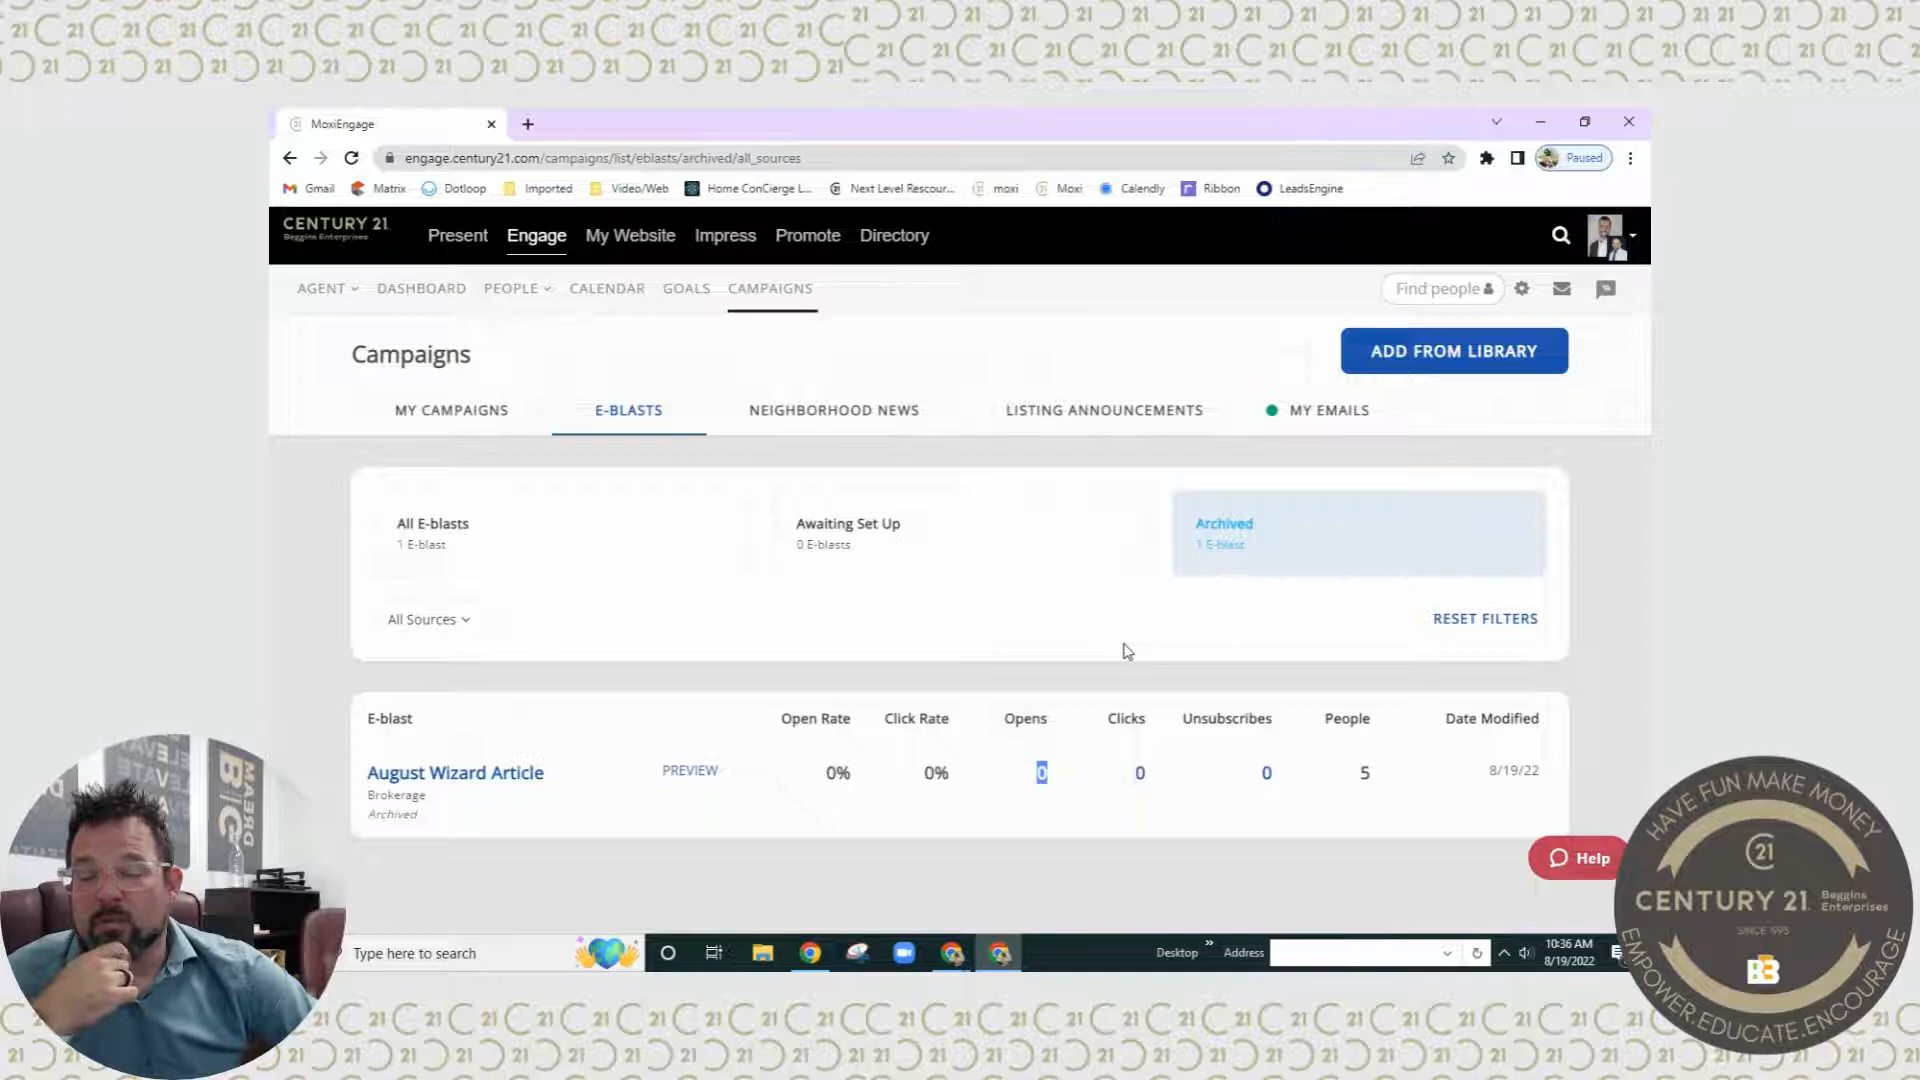 MoxiEngage
engage.century21.com/campaigns/list/eblasts/archived/all_sources
Paused
Gmail Matrix Dotloop Imported Video/Web Home ConCierge L... Next Level Rescour... moxi Moxi Calendly Ribbon LeadsEngine
CENTURY 21
Beggins Enterprises
Present Engage My Website Impress Promote Directory
AGENT DASHBOARD PEOPLE CALENDAR GOALS CAMPAIGNS
Find people
Campaigns
ADD FROM LIBRARY
MY CAMPAIGNS E-BLASTS NEIGHBORHOOD NEWS LISTING ANNOUNCEMENTS MY EMAILS
All E-blasts
1 E-blast
Awaiting Set Up
0 E-blasts
Archived
1 E-blast
All Sources
RESET FILTERS
E-blast Open Rate Click Rate Opens Clicks Unsubscribes People Date Modified
August Wizard Article PREVIEW 0% 0% 0 0 0 5 8/19/22
Brokerage
Archived
Help
Type here to search
Desktop
Address
10:36 AM
8/19/2022
HAVE FUN MAKE MONEY
C21
CENTURY 21 Beggins Enterprises
SINCE 1995
EMPOWER.EDUCATE.ENCOURAGE